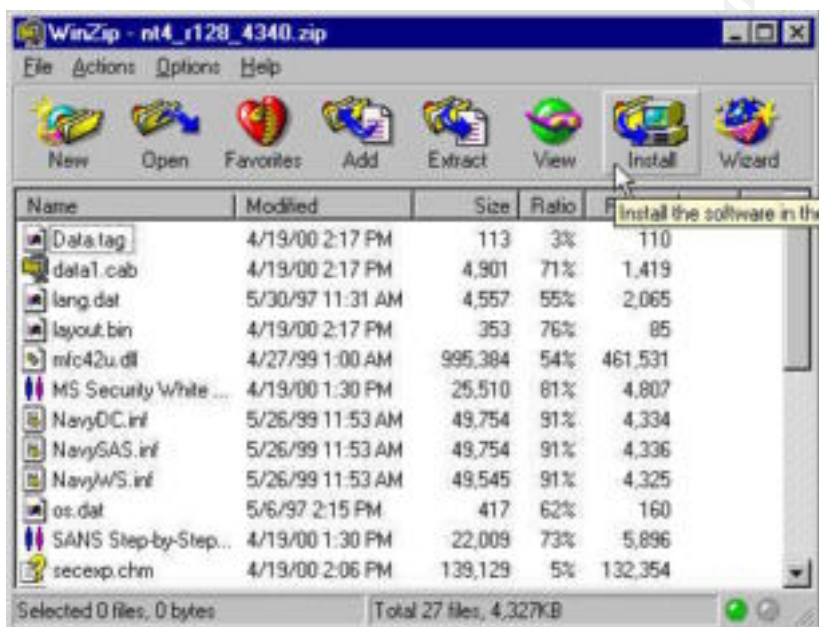 WinZip - nt4_r128_4340.zip
File Actions Options Help
New Open Favorites Add Extract View Install Wizard
Name Modified Size Ratio
Install the software in the
Data.tag 4/19/00 2:17 PM 113 3% 110
data1.cab 4/19/00 2:17 PM 4,901 71% 1,419
lang.dat 5/30/97 11:31 AM 4,557 55% 2,065
layout.bin 4/19/00 2:17 PM 353 76% 85
mfc42u.dll 4/27/99 1:00 AM 995,384 54% 461,531
MS Security White ... 4/19/00 1:30 PM 25,510 81% 4,807
NavyDC.inf 5/26/99 11:53 AM 49,754 91% 4,334
NavySAS.inf 5/26/99 11:53 AM 49,754 91% 4,336
NavyWS.inf 5/26/99 11:53 AM 49,545 91% 4,325
os.dat 5/6/97 2:15 PM 417 62% 160
SANS Step-by-Step... 4/19/00 1:30 PM 22,009 73% 5,896
secexp.chm 4/19/00 2:06 PM 139,129 5% 132,354
Selected 0 files, 0 bytes Total 27 files, 4,327KB